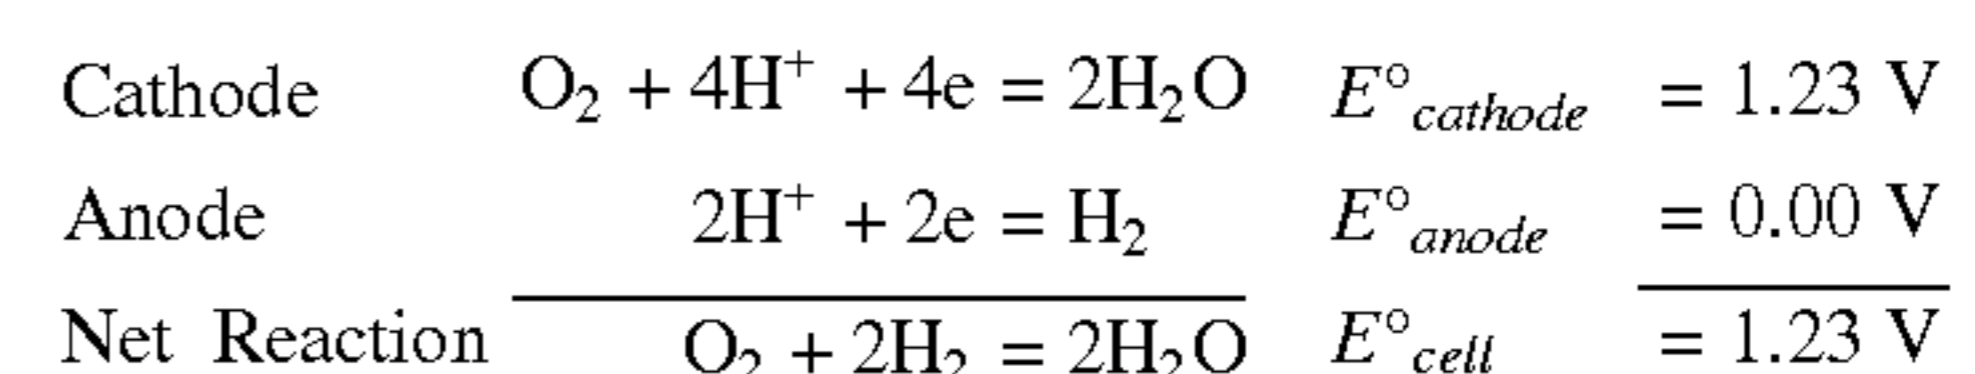 Cathode O₂ + 4H⁺ + 4e = 2H₂O E°cathode = 1.23 V
Anode 2H⁺ + 2e = H₂ E°anode = 0.00 V
Net Reaction O₂ + 2H₂ = 2H₂O E°cell = 1.23 V